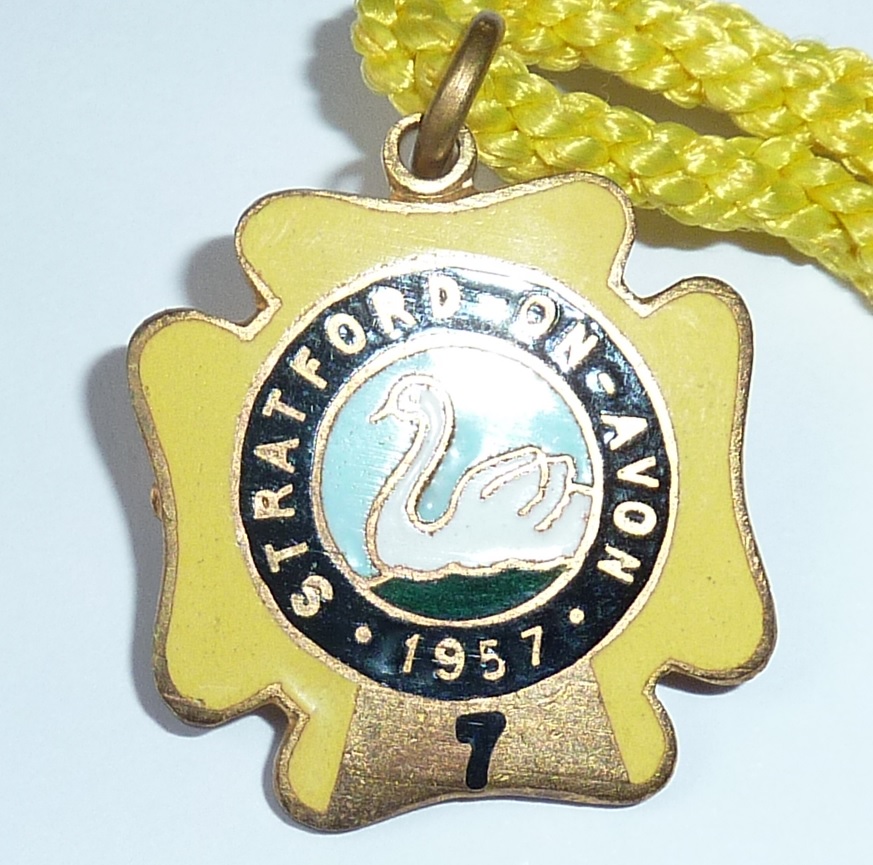 STRATFORD-ON-AVON
• 1957 •
7